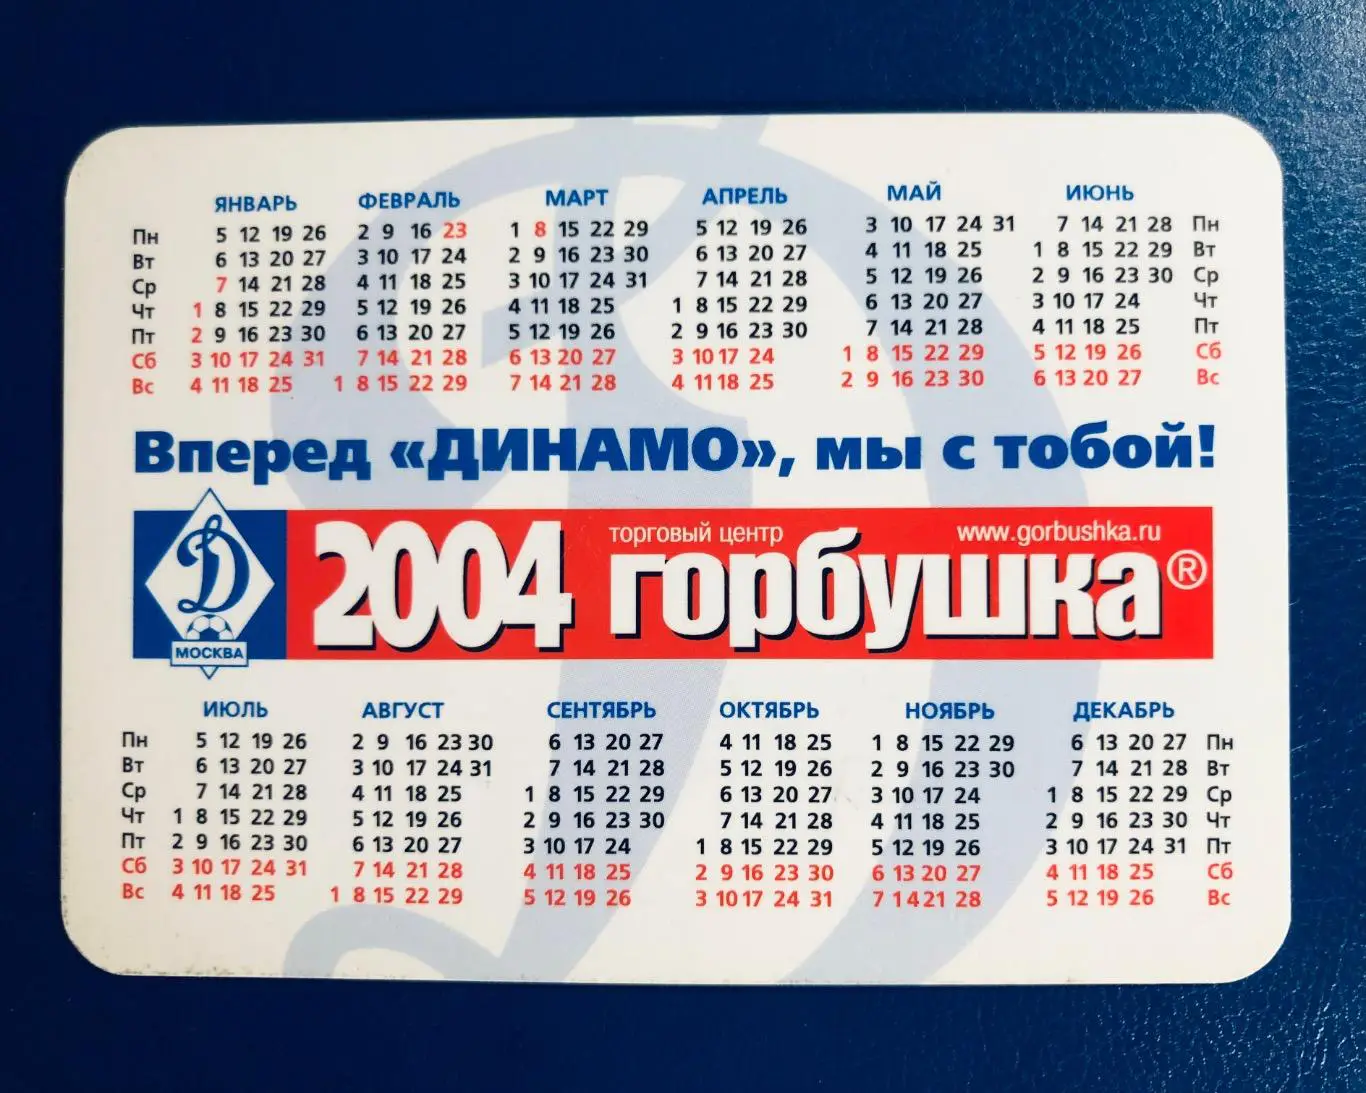 ЯНВАРЬ ФЕВРАЛЬ МАРТ АПРЕЛЬ МАЙ ИЮНЬ
Пн 5 12 19 26 2 9 16 23 1 8 15 22 29 5 12 19 26 3 10 17 24 31 7 14 21 28 Пн
Вт 6 13 20 27 3 10 17 24 2 9 16 23 30 6 13 20 27 4 11 18 25 1 8 15 22 29 Вт
Ср 7 14 21 28 4 11 18 25 3 10 17 24 31 7 14 21 28 5 12 19 26 2 9 16 23 30 Ср
Чт 1 8 15 22 29 5 12 19 26 4 11 18 25 1 8 15 22 29 6 13 20 27 3 10 17 24 Чт
Пт 2 9 16 23 30 6 13 20 27 5 12 19 26 2 9 16 23 30 7 14 21 28 4 11 18 25 Пт
Сб 3 10 17 24 31 7 14 21 28 6 13 20 27 3 10 17 24 1 8 15 22 29 5 12 19 26 Сб
Вс 4 11 18 25 1 8 15 22 29 7 14 21 28 4 11 18 25 2 9 16 23 30 6 13 20 27 Вс
Вперед «ДИНАМО», мы с тобой!
торговый центр www.gorbushka.ru
Д 2004 горбушка®
МОСКВА
ИЮЛЬ АВГУСТ СЕНТЯБРЬ ОКТЯБРЬ НОЯБРЬ ДЕКАБРЬ
Пн 5 12 19 26 2 9 16 23 30 6 13 20 27 4 11 18 25 1 8 15 22 29 6 13 20 27 Пн
Вт 6 13 20 27 3 10 17 24 31 7 14 21 28 5 12 19 26 2 9 16 23 30 7 14 21 28 Вт
Ср 7 14 21 28 4 11 18 25 1 8 15 22 29 6 13 20 27 3 10 17 24 1 8 15 22 29 Ср
Чт 1 8 15 22 29 5 12 19 26 2 9 16 23 30 7 14 21 28 4 11 18 25 2 9 16 23 30 Чт
Пт 2 9 16 23 30 6 13 20 27 3 10 17 24 1 8 15 22 29 5 12 19 26 3 10 17 24 31 Пт
Сб 3 10 17 24 31 7 14 21 28 4 11 18 25 2 9 16 23 30 6 13 20 27 4 11 18 25 Сб
Вс 4 11 18 25 1 8 15 22 29 5 12 19 26 3 10 17 24 31 7 14 21 28 5 12 19 26 Вс